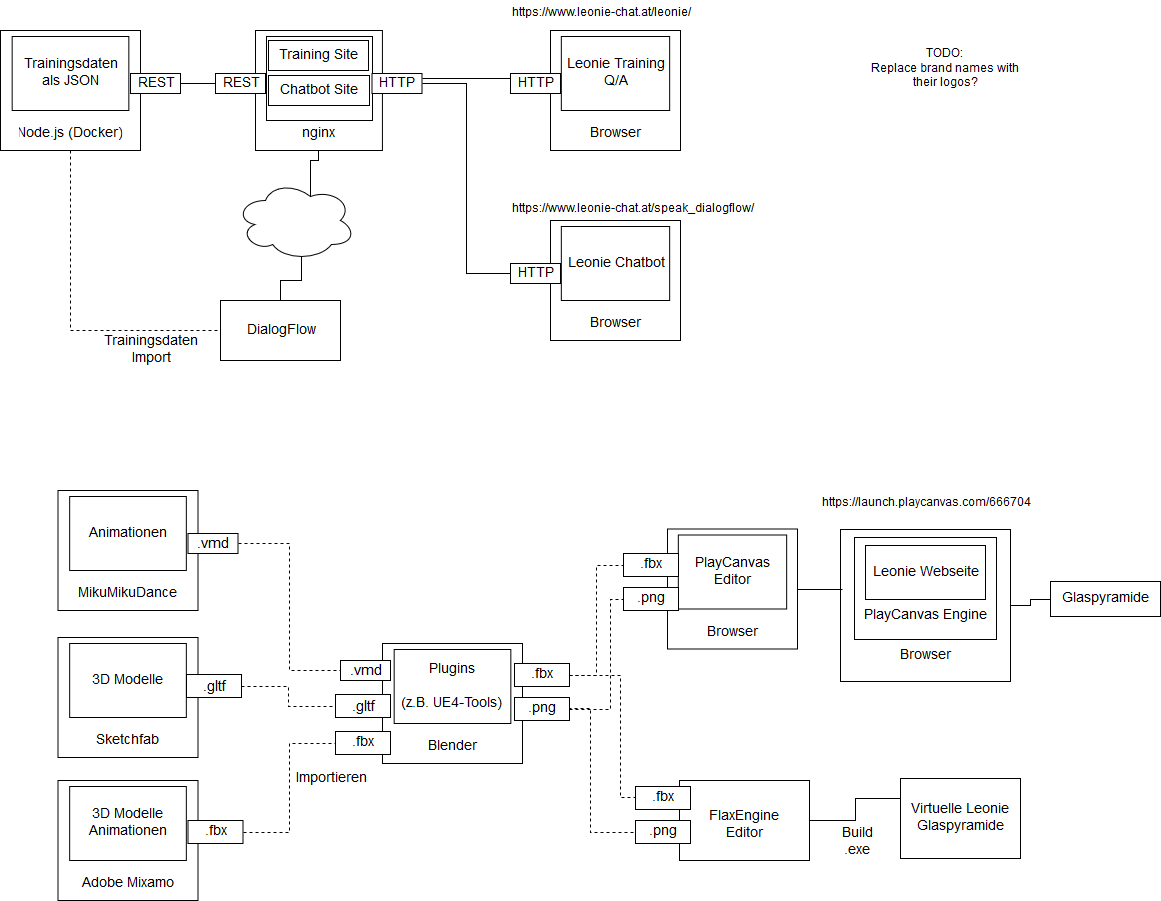 https://www.leonie-chat.at/leonie/
Trainingsdaten
als JSON
REST
Node.js (Docker)
REST
Training Site
Chatbot Site
HTTP
nginx
HTTP
Leonie Training
Q/A
Browser
TODO:
Replace brand names with
their logos?
https://www.leonie-chat.at/speak_dialogflow/
HTTP
Leonie Chatbot
Browser
DialogFlow
Trainingsdaten
Import
Animationen
.vmd
MikuMikuDance
3D Modelle
.gltf
Sketchfab
3D Modelle
Animationen
.fbx
Adobe Mixamo
.vmd
.gltf
.fbx
Importieren
Plugins
(z.B. UE4-Tools)
Blender
.fbx
.png
.fbx
.png
PlayCanvas
Editor
Browser
https://launch.playcanvas.com/666704
Leonie Webseite
PlayCanvas Engine
Browser
Glaspyramide
.fbx
.png
FlaxEngine
Editor
Build
.exe
Virtuelle Leonie
Glaspyramide